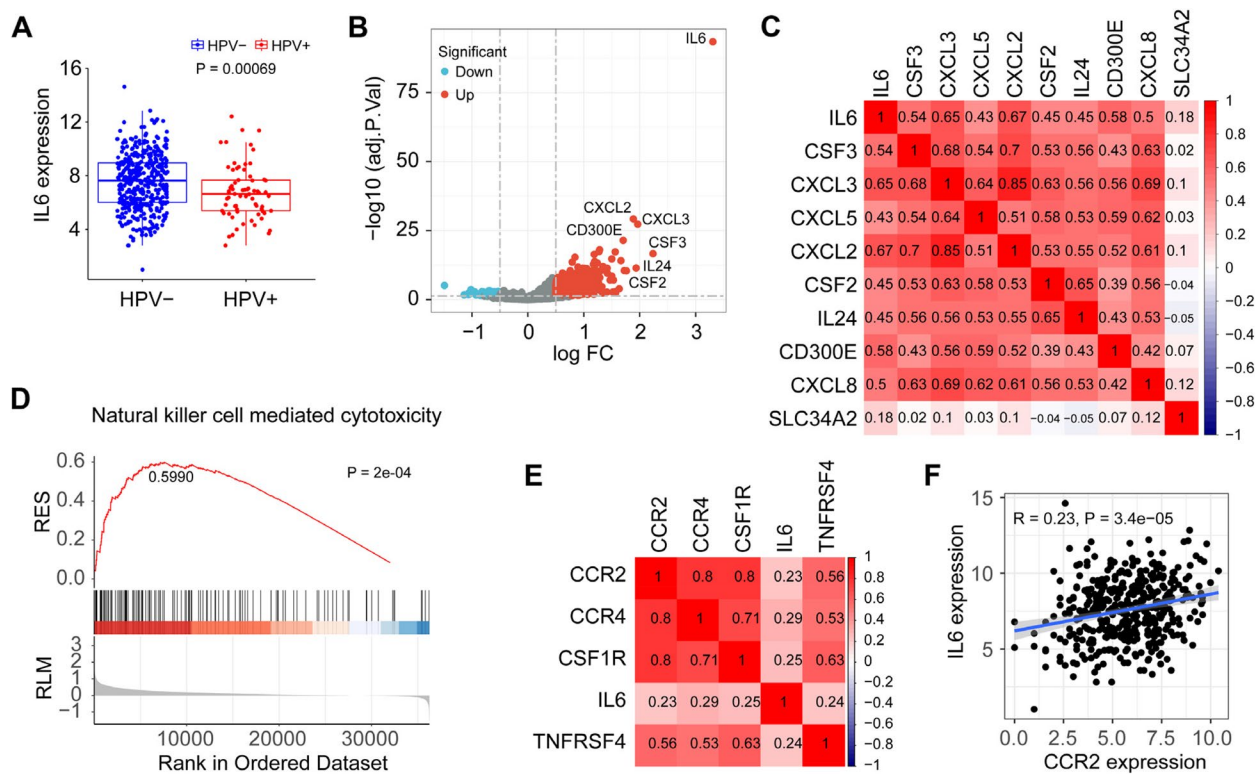 A
HPV− HPV+
P = 0.00069
IL6 expression
16
12
8
4
HPV−
HPV+
B
Significant
Down
Up
IL6
CXCL2
CXCL3
CD300E
CSF3
IL24
CSF2
−log10 (adj.P.Val)
75
50
25
0
−1 0 1 2 3
log FC
C
IL6 CSF3 CXCL3 CXCL5 CXCL2 CSF2 IL24 CD300E CXCL8 SLC34A2
IL6 1 0.54 0.65 0.43 0.67 0.45 0.45 0.58 0.5 0.18
CSF3 0.54 1 0.68 0.54 0.7 0.53 0.56 0.43 0.63 0.02
CXCL3 0.65 0.68 1 0.64 0.85 0.63 0.56 0.56 0.69 0.1
CXCL5 0.43 0.54 0.64 1 0.51 0.58 0.53 0.59 0.62 0.03
CXCL2 0.67 0.7 0.85 0.51 1 0.53 0.55 0.52 0.61 0.1
CSF2 0.45 0.53 0.63 0.58 0.53 1 0.65 0.39 0.56 −0.04
IL24 0.45 0.56 0.56 0.53 0.55 0.65 1 0.43 0.53 −0.05
CD300E 0.58 0.43 0.56 0.59 0.52 0.39 0.43 1 0.42 0.07
CXCL8 0.5 0.63 0.69 0.62 0.61 0.56 0.53 0.42 1 0.12
SLC34A2 0.18 0.02 0.1 0.03 0.1 −0.04 −0.05 0.07 0.12 1
1
0.8
0.6
0.4
0.2
0
−0.2
−0.4
−0.6
−0.8
−1
D
Natural killer cell mediated cytotoxicity
0.5990
P = 2e-04
RES
0.6
0.4
0.2
0.0
RLM
3
2
1
0
−1
10000 20000 30000
Rank in Ordered Dataset
E
CCR2 CCR4 CSF1R IL6 TNFRSF4
CCR2 1 0.8 0.8 0.23 0.56
CCR4 0.8 1 0.71 0.29 0.53
CSF1R 0.8 0.71 1 0.25 0.63
IL6 0.23 0.29 0.25 1 0.24
TNFRSF4 0.56 0.53 0.63 0.24 1
1
0.8
0.6
0.4
0.2
0
−0.2
−0.4
−0.6
−0.8
−1
F
R = 0.23, P = 3.4e−05
IL6 expression
15
10
5
0.0 2.5 5.0 7.5 10.0
CCR2 expression